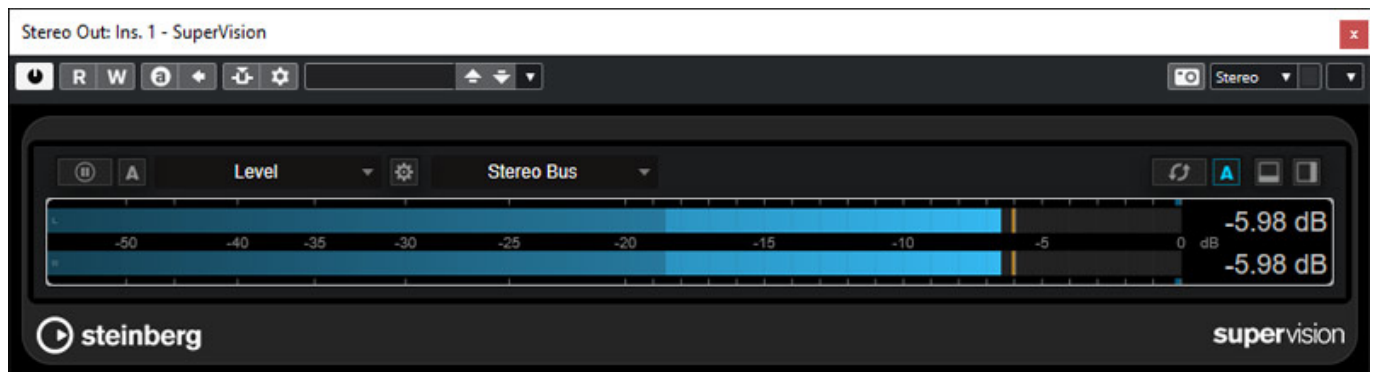 Stereo Out: Ins. 1 - SuperVision
x
R W a Stereo
A Level Stereo Bus A
L -5.98 dB
-50 -40 -35 -30 -25 -20 -15 -10 -5 0 dB
R -5.98 dB
steinberg supervision